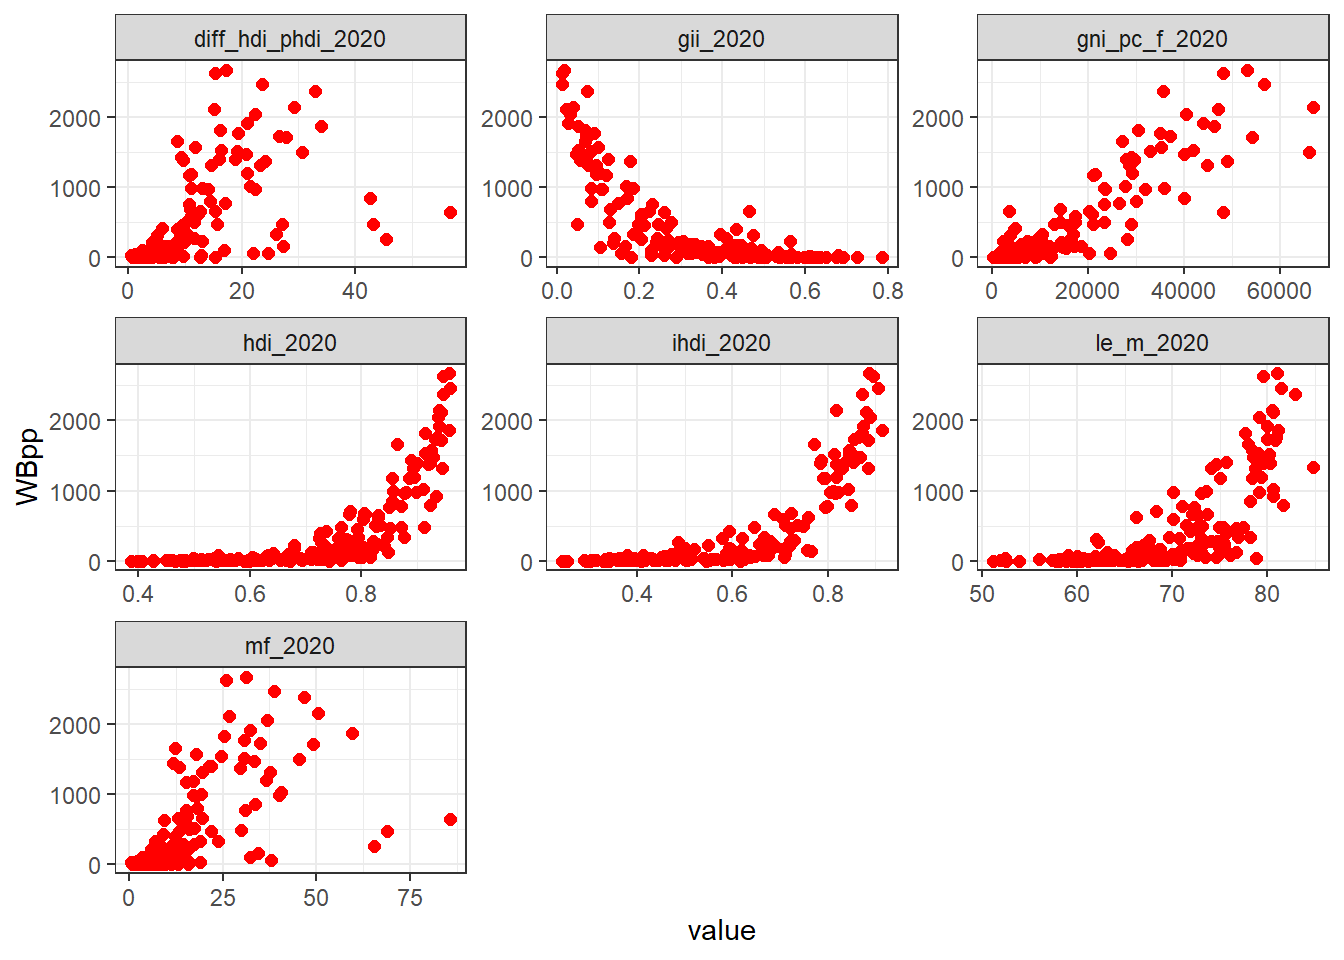 diff_hdi_phdi_2020 gii_2020 gni_pc_f_2020
2000 2000 2000
1000 1000 1000
0 0 0
0 20 40 0.0 0.2 0.4 0.6 0.8 0 20000 40000 60000
hdi_2020 ihdi_2020 le_m_2020
2000 2000 2000
1000 1000 1000
0 0 0
0.4 0.6 0.8 0.4 0.6 0.8 50 60 70 80
WBpp
mf_2020
2000
1000
0
0 25 50 75
value